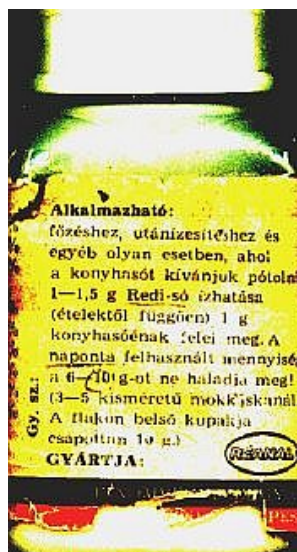 Alkalmazható:
főzéshez, utánízesítéshez és
egyéb olyan esetben, ahol
a konyhasót kívánjuk pótolni
1—1,5 g Redi-só ízhatása
(ételektől függően) 1 g
konyhasóénak felel meg. A
naponta felhasznált mennyisé
a 6—10 g-ot ne haladja meg!
(3—5 kisméretű mokkáskanál
A flakon belső kupakja
csapottan 10 g.)
GYÁRTJA:
REANAL
Gy. sz.: